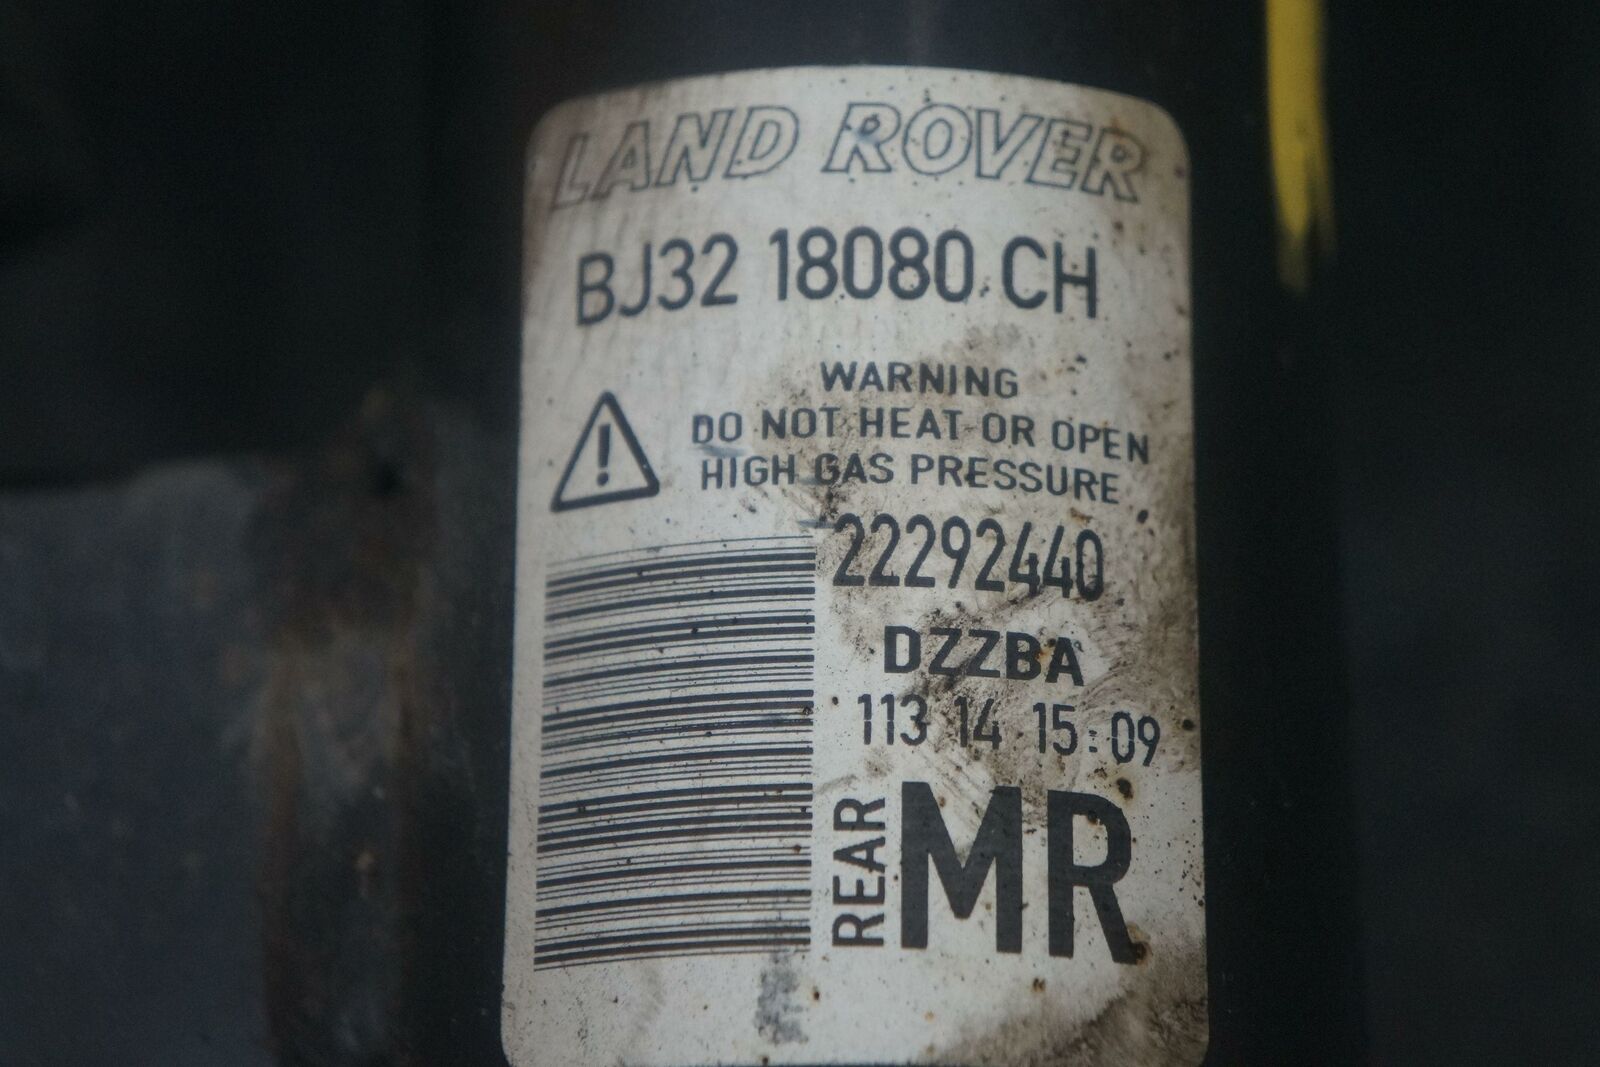 LAND ROVER
BJ32 18080 CH
WARNING
DO NOT HEAT OR OPEN
HIGH GAS PRESSURE
22292440
DZZBA
113 14 15:09
REAR MR